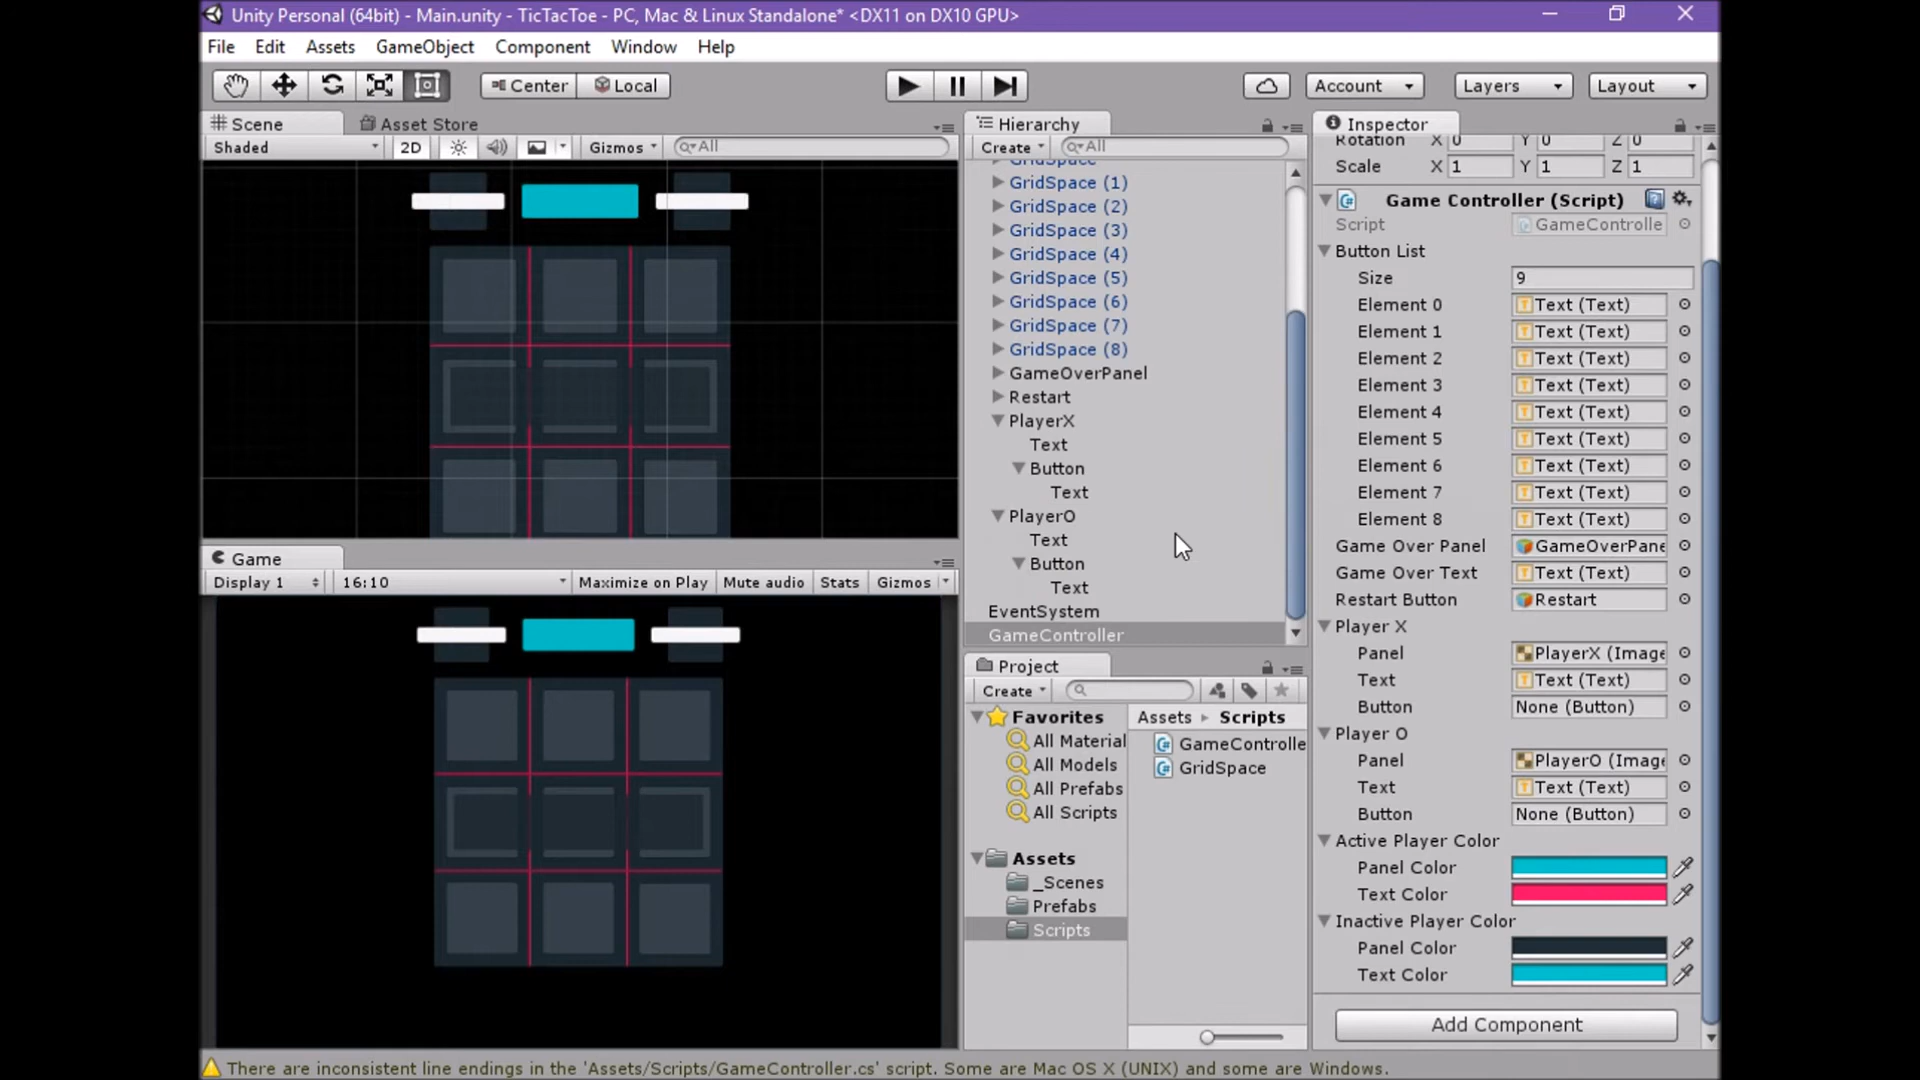 Unity Personal (64bit) - Main.unity - TicTacToe - PC, Mac & Linux Standalone* <DX11 on DX10 GPU>
File Edit Assets GameObject Component Window Help
Center Local Account Layers Layout
Scene Asset Store
Shaded 2D Gizmos All
Game
Display 1 16:10 Maximize on Play Mute audio Stats Gizmos
Hierarchy
Create All
GridSpace
GridSpace (1)
GridSpace (2)
GridSpace (3)
GridSpace (4)
GridSpace (5)
GridSpace (6)
GridSpace (7)
GridSpace (8)
GameOverPanel
Restart
PlayerX
Text
Button
Text
PlayerO
Text
Button
Text
EventSystem
GameController
Project
Create
Favorites
All Material
All Models
All Prefabs
All Scripts
Assets
_Scenes
Prefabs
Scripts
Assets Scripts
GameControlle
GridSpace
Inspector
Rotation X 0 Y 0 Z 0
Scale X 1 Y 1 Z 1
Game Controller (Script)
Script GameControlle
Button List
Size 9
Element 0 Text (Text)
Element 1 Text (Text)
Element 2 Text (Text)
Element 3 Text (Text)
Element 4 Text (Text)
Element 5 Text (Text)
Element 6 Text (Text)
Element 7 Text (Text)
Element 8 Text (Text)
Game Over Panel GameOverPane
Game Over Text Text (Text)
Restart Button Restart
Player X
Panel PlayerX (Image
Text Text (Text)
Button None (Button)
Player O
Panel PlayerO (Image
Text Text (Text)
Button None (Button)
Active Player Color
Panel Color
Text Color
Inactive Player Color
Panel Color
Text Color
Add Component
There are inconsistent line endings in the 'Assets/Scripts/GameController.cs' script. Some are Mac OS X (UNIX) and some are Windows.